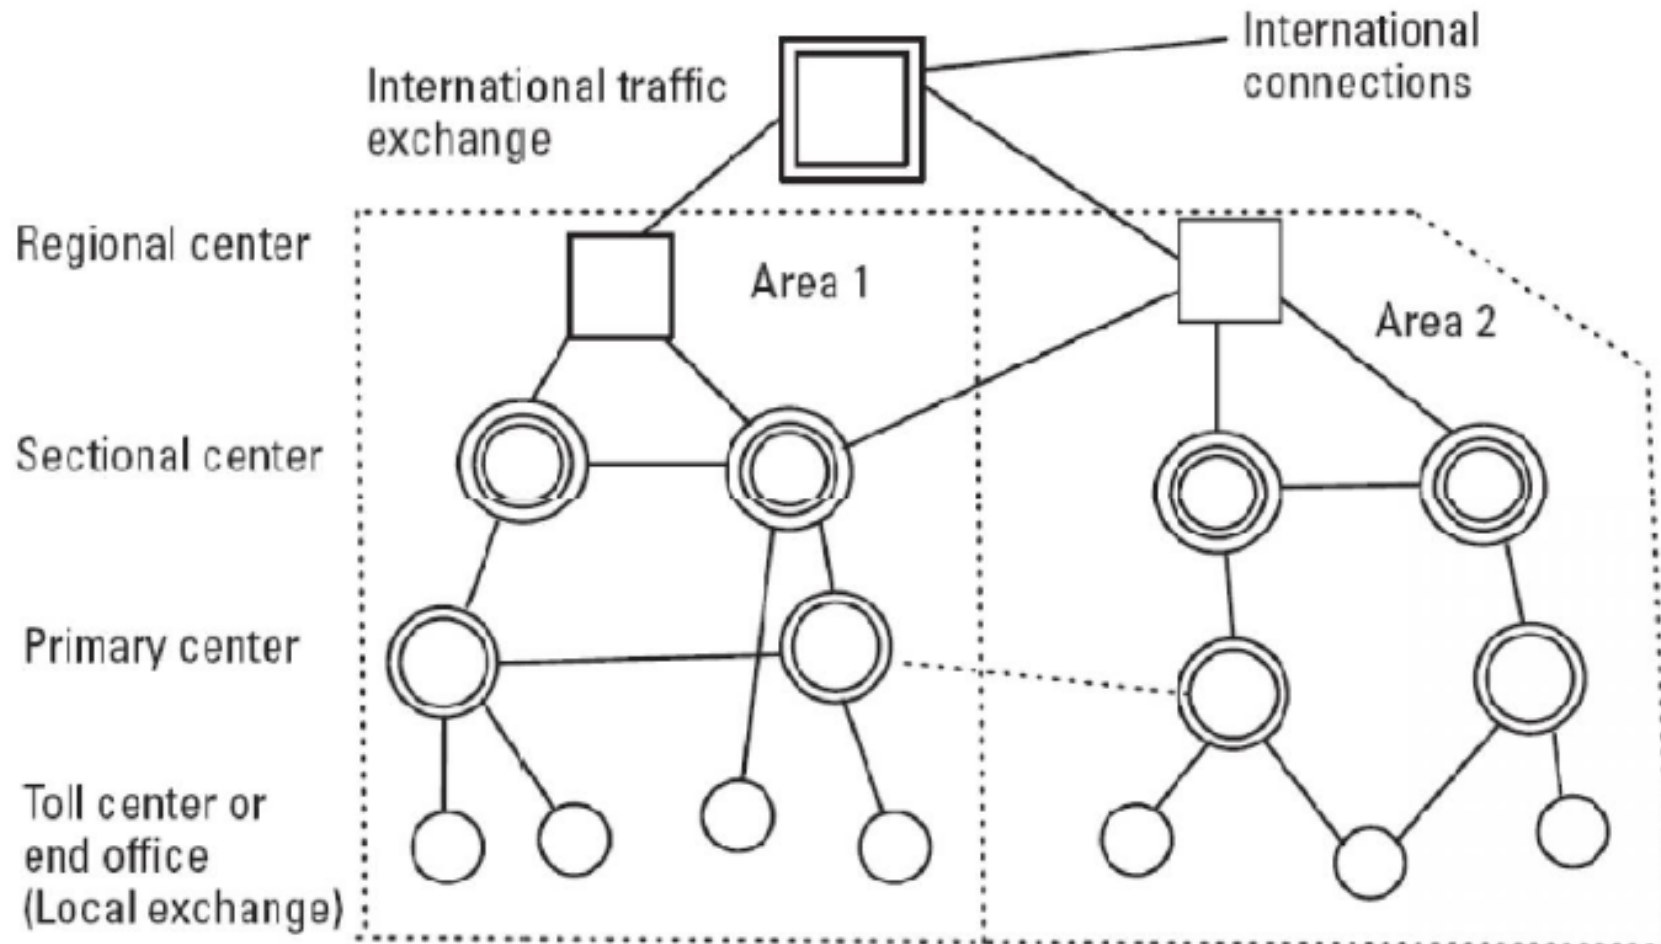 International
connections
International traffic
exchange
Regional center
Area 1
Area 2
Sectional center
Primary center
Toll center or
end office
(Local exchange)